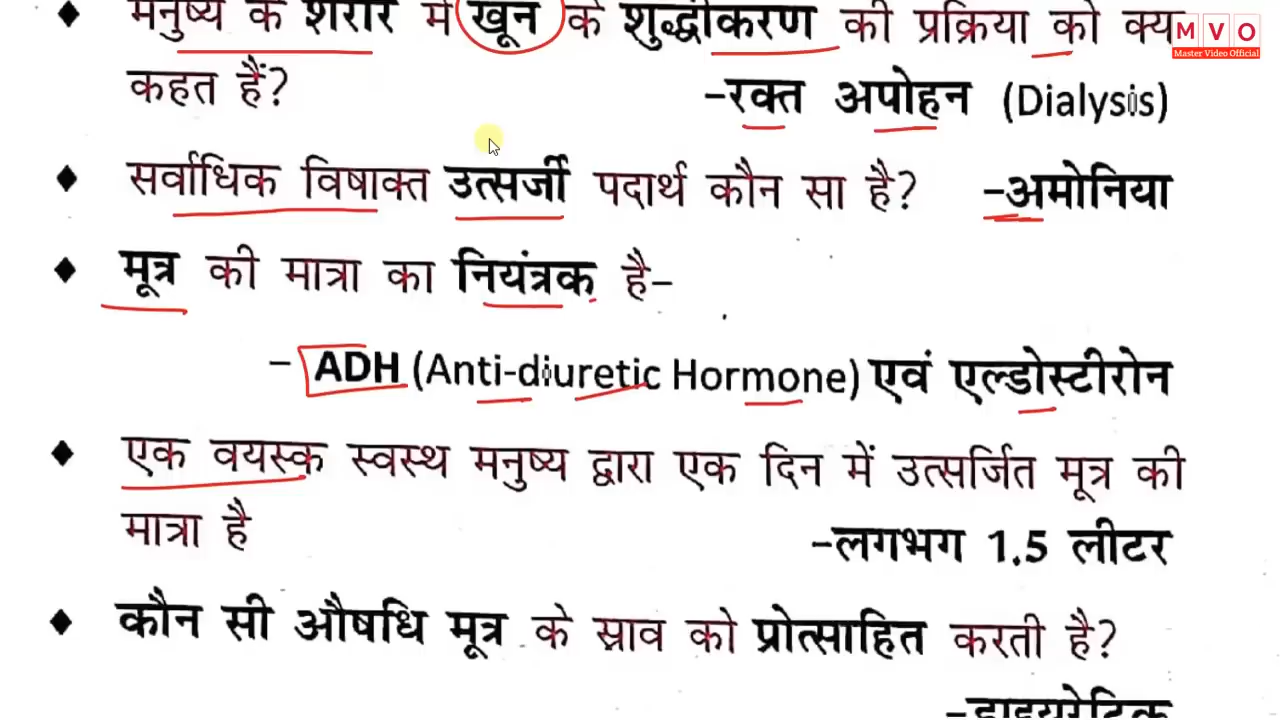 मनुष्य के शरीर में खून के शुद्धीकरण की प्रक्रिया को क्या
MVO
Master Video Official
कहत हैं?
–रक्त अपोहन (Dialysis)
♦ सर्वाधिक विषाक्त उत्सर्जी पदार्थ कौन सा है? –अमोनिया
♦ मूत्र की मात्रा का नियंत्रक है–
– ADH (Anti-diuretic Hormone) एवं एल्डोस्टीरोन
♦ एक वयस्क स्वस्थ मनुष्य द्वारा एक दिन में उत्सर्जित मूत्र की
मात्रा है
–लगभग 1.5 लीटर
♦ कौन सी औषधि मूत्र के स्राव को प्रोत्साहित करती है?
–डाइयूरेटिक